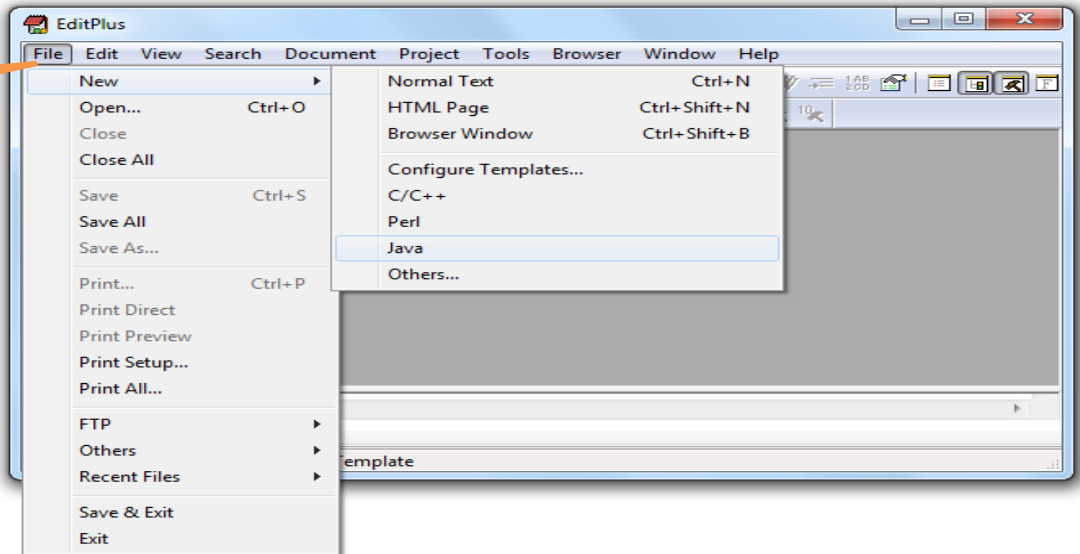 EditPlus
File Edit View Search Document Project Tools Browser Window Help
New
Open... Ctrl+O
Close
Close All
Save Ctrl+S
Save All
Save As...
Print... Ctrl+P
Print Direct
Print Preview
Print Setup...
Print All...
FTP
Others
Recent Files
Save & Exit
Exit
Normal Text Ctrl+N
HTML Page Ctrl+Shift+N
Browser Window Ctrl+Shift+B
Configure Templates...
C/C++
Perl
Java
Others...
emplate